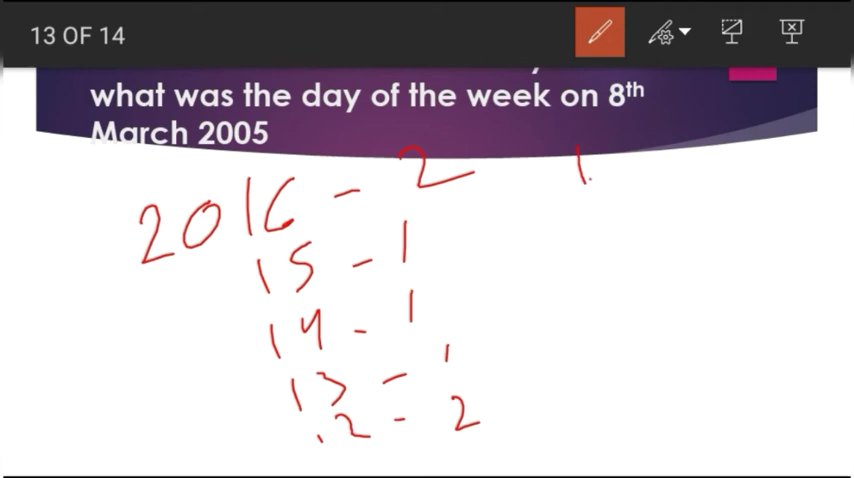 13 OF 14
what was the day of the week on 8th
March 2005
2016 - 2 1.
15 - 1
14 - 1
13 = 1
12 - 2